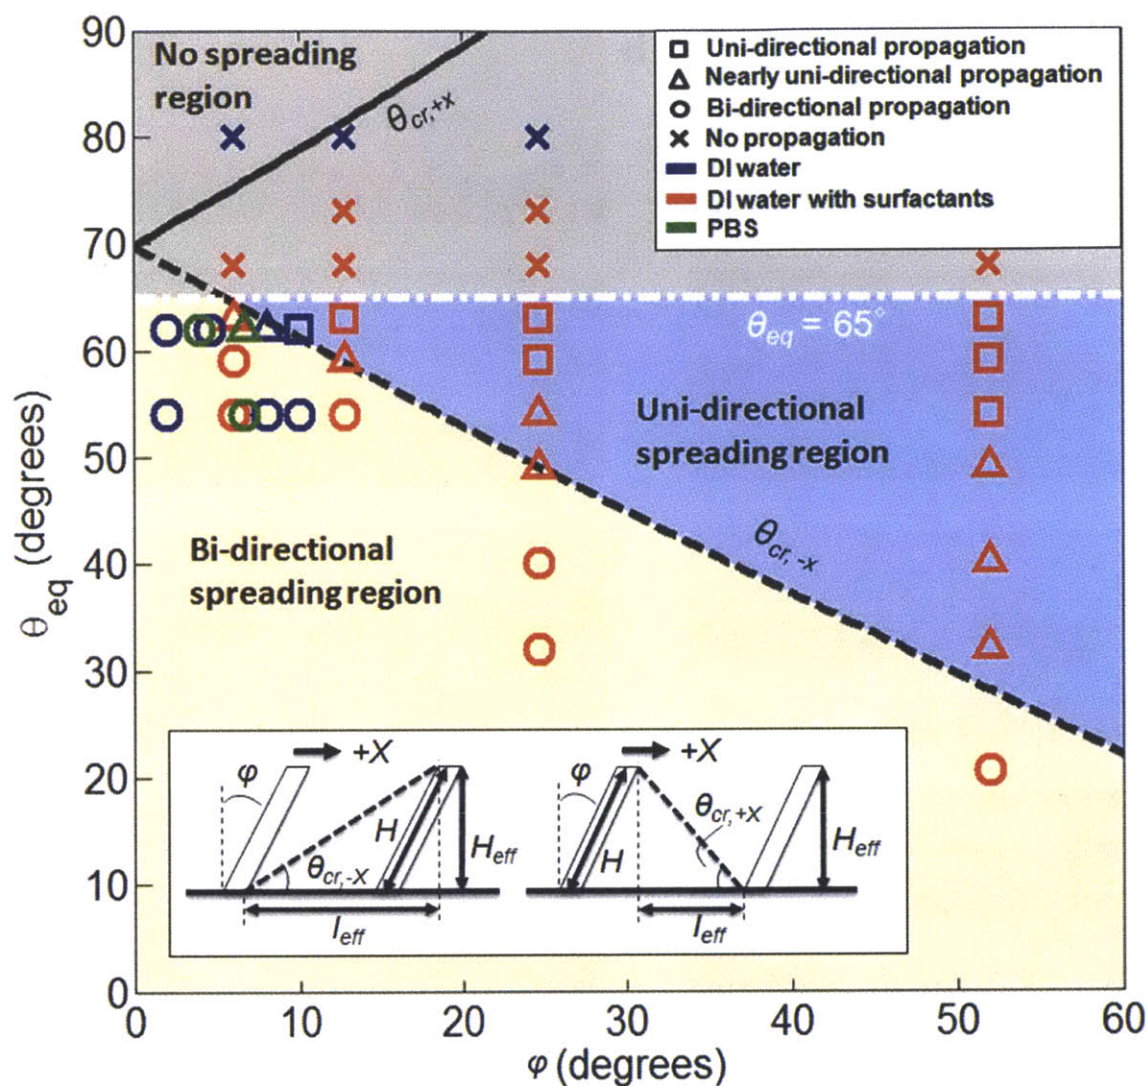 90
80
70
60
50
40
30
20
10
0
θeq (degrees)
No spreading
region
θcr,+x
Uni-directional propagation
Nearly uni-directional propagation
Bi-directional propagation
No propagation
DI water
DI water with surfactants
PBS
θeq = 65°
Uni-directional
spreading region
θcr, -x
Bi-directional
spreading region
+X
φ
H
Heff
θcr,-X
leff
+X
φ
H
θcr,+X
Heff
leff
0 10 20 30 40 50 60
φ (degrees)